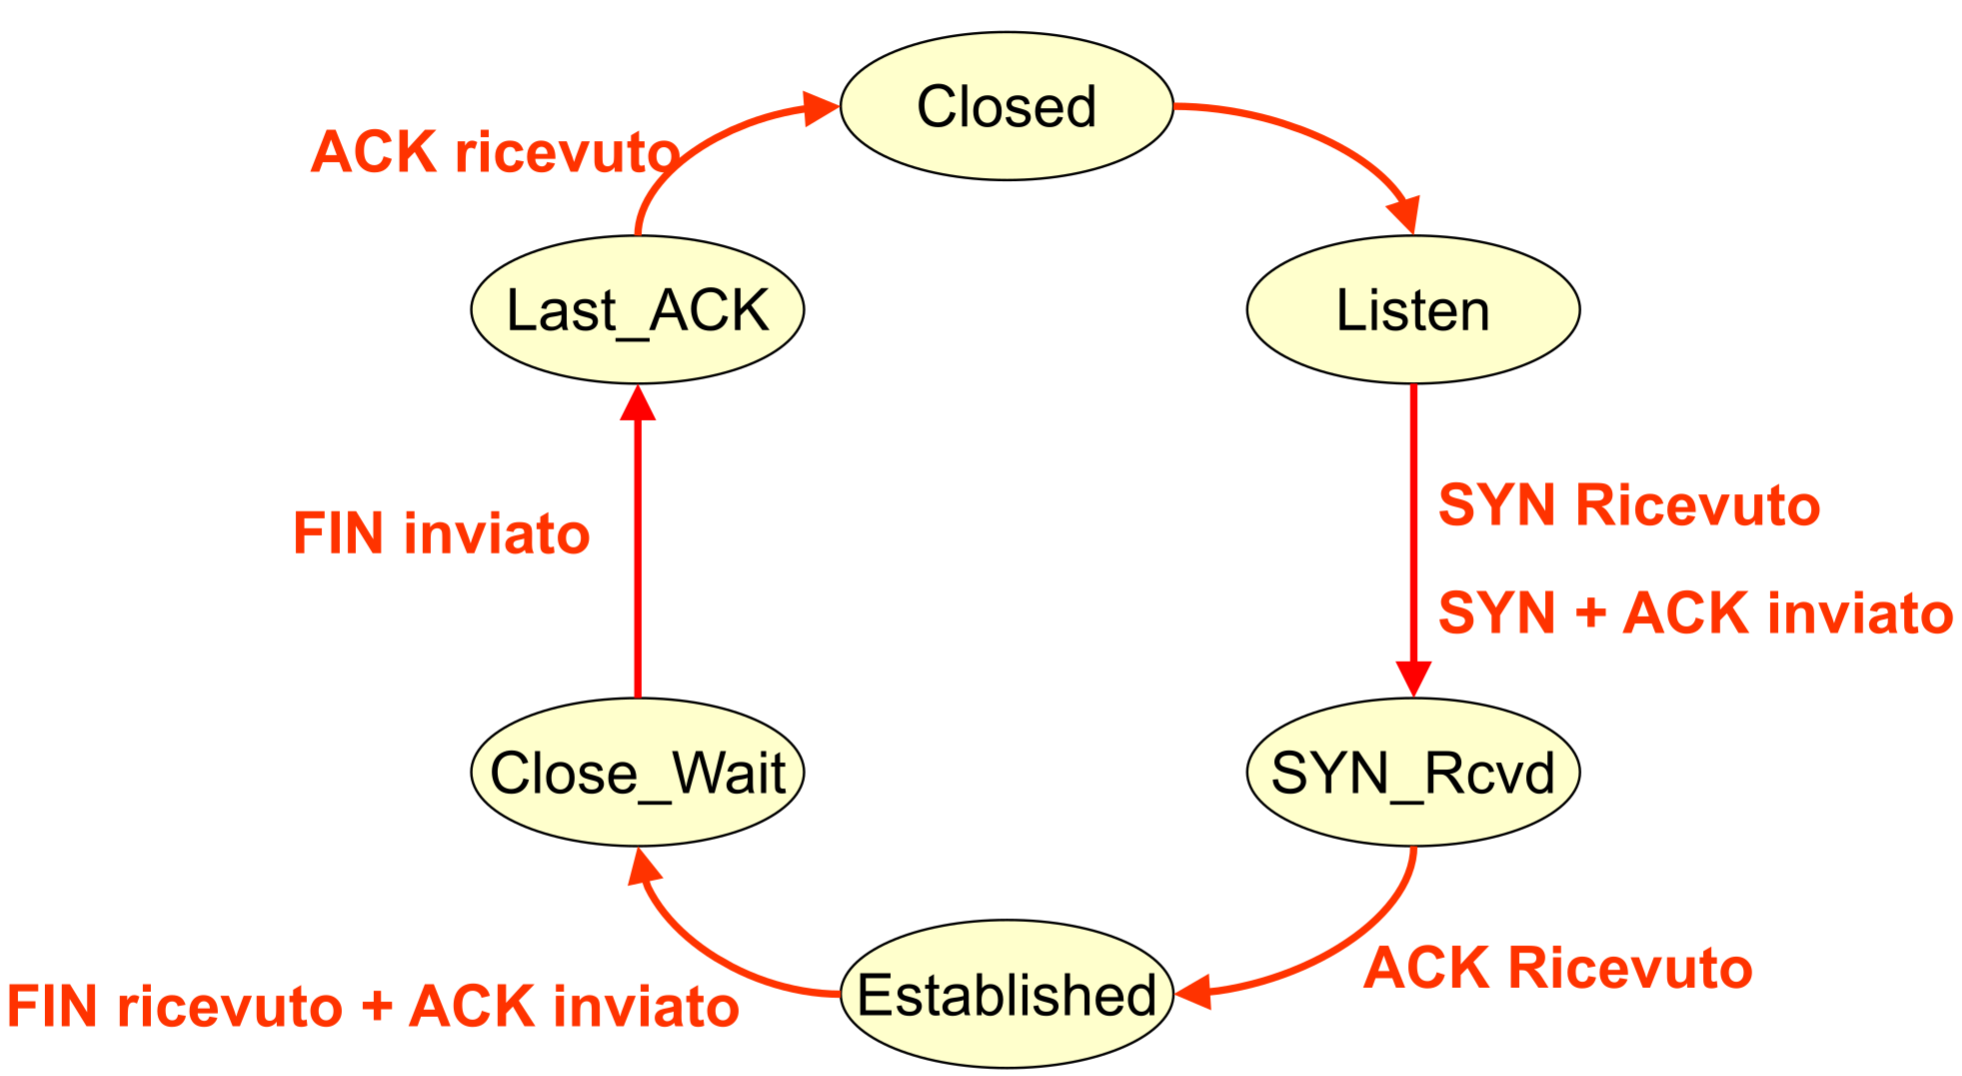 Closed
ACK ricevuto
Last_ACK
Listen
SYN Ricevuto
FIN inviato
SYN + ACK inviato
Close_Wait
SYN_Rcvd
ACK Ricevuto
Established
FIN ricevuto + ACK inviato